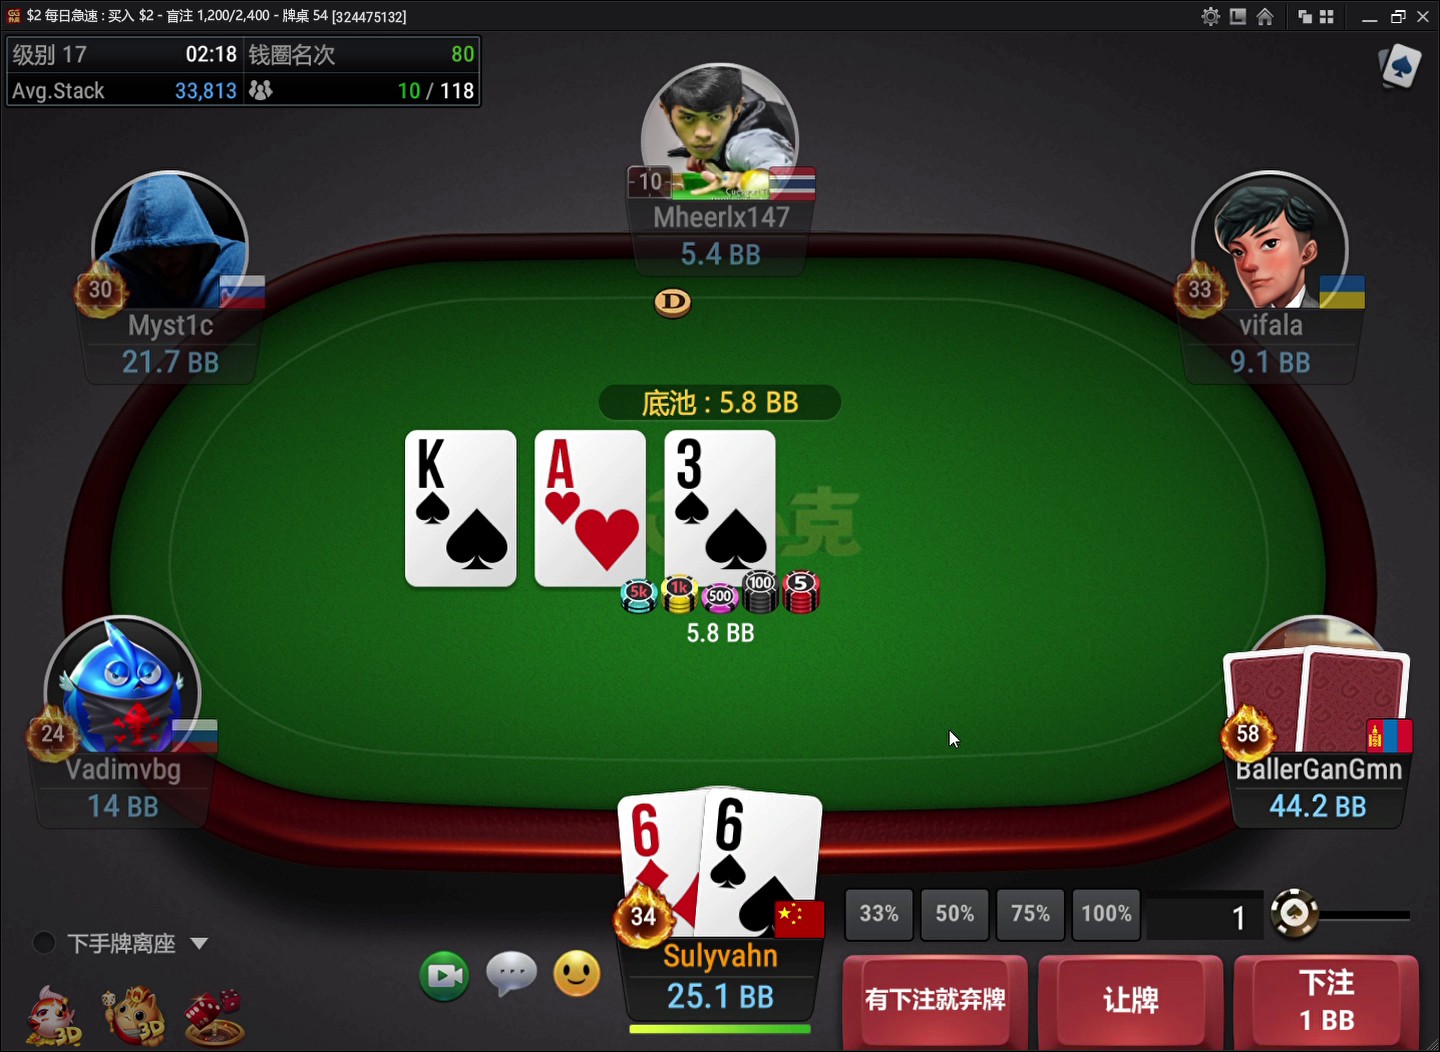 $2 每日急速 : 买入 $2 - 盲注 1,200/2,400 - 牌桌 54 [324475132]
级别 17 02:18 钱圈名次 80
Avg.Stack 33,813 10 / 118
10
Mheerlx147
5.4 BB
30
Myst1c
21.7 BB
33
vifala
9.1 BB
D
底池 : 5.8 BB
K A 3
克
5k 1k 500 100 5
5.8 BB
24
Vadimvbg
14 BB
58
BallerGanGmn
44.2 BB
6 6
34
Sulyvahn
25.1 BB
33% 50% 75% 100% 1
下手牌离座
3D 3D
有下注就弃牌 让牌 下注
1 BB